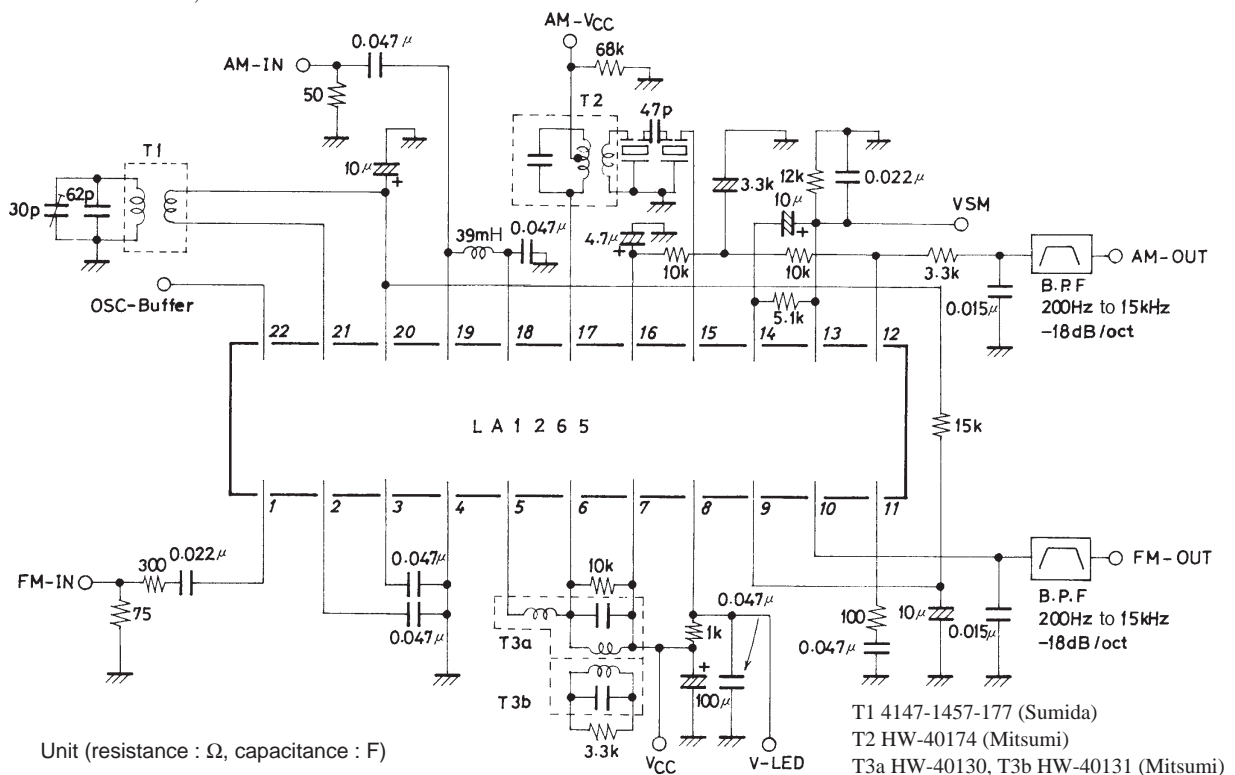 AM-VCC
0.047μ
68k
AM-IN
50
T2
47p
T1
10μ
+
3.3k
12k
0.022μ
10μ
+
VSM
62p
30p
39mH
0.047μ
4.7μ
+
10k
10k
3.3k
AM-OUT
OSC-Buffer
5.1k
0.015μ
B.P.F
200Hz to 15kHz
-18dB/oct
22 21 20 19 18 17 16 15 14 13 12
LA1265
15k
1 2 3 4 5 6 7 8 9 10 11
0.022μ
300
FM-IN
75
0.047μ
0.047μ
10k
T3a
0.047μ
1k
100
10μ
0.015μ
FM-OUT
B.P.F
200Hz to 15kHz
-18dB/oct
0.047μ
+
100μ
T3b
3.3k
VCC
V-LED
Unit (resistance : Ω, capacitance : F)
T1 4147-1457-177 (Sumida)
T2 HW-40174 (Mitsumi)
T3a HW-40130, T3b HW-40131 (Mitsumi)